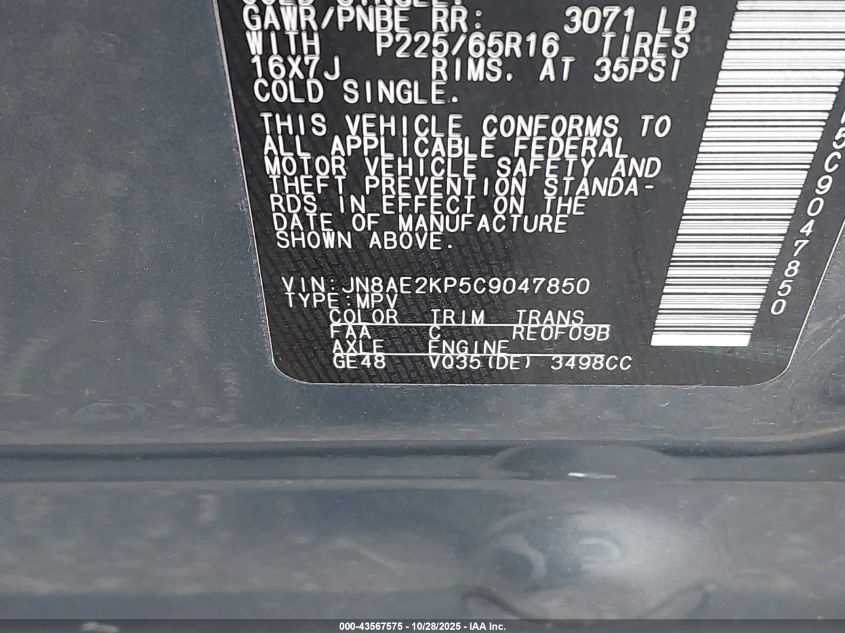 COLD SINGLE.
GAWR/PNBE RR: 3071 LB
WITH P225/65R16 TIRES
16X7J RIMS. AT 35PSI
COLD SINGLE.
THIS VEHICLE CONFORMS TO
ALL APPLICABLE FEDERAL
MOTOR VEHICLE SAFETY AND
THEFT PREVENTION STANDA-
RDS IN EFFECT ON THE
DATE OF MANUFACTURE
SHOWN ABOVE.
VIN:JN8AE2KP5C9047850
TYPE:MPV
COLOR TRIM TRANS
FAA C RE0F09B
AXLE ENGINE
GE48 VQ35(DE) 3498CC
5C9047850
000-43567575 - 10/28/2025 - IAA Inc.